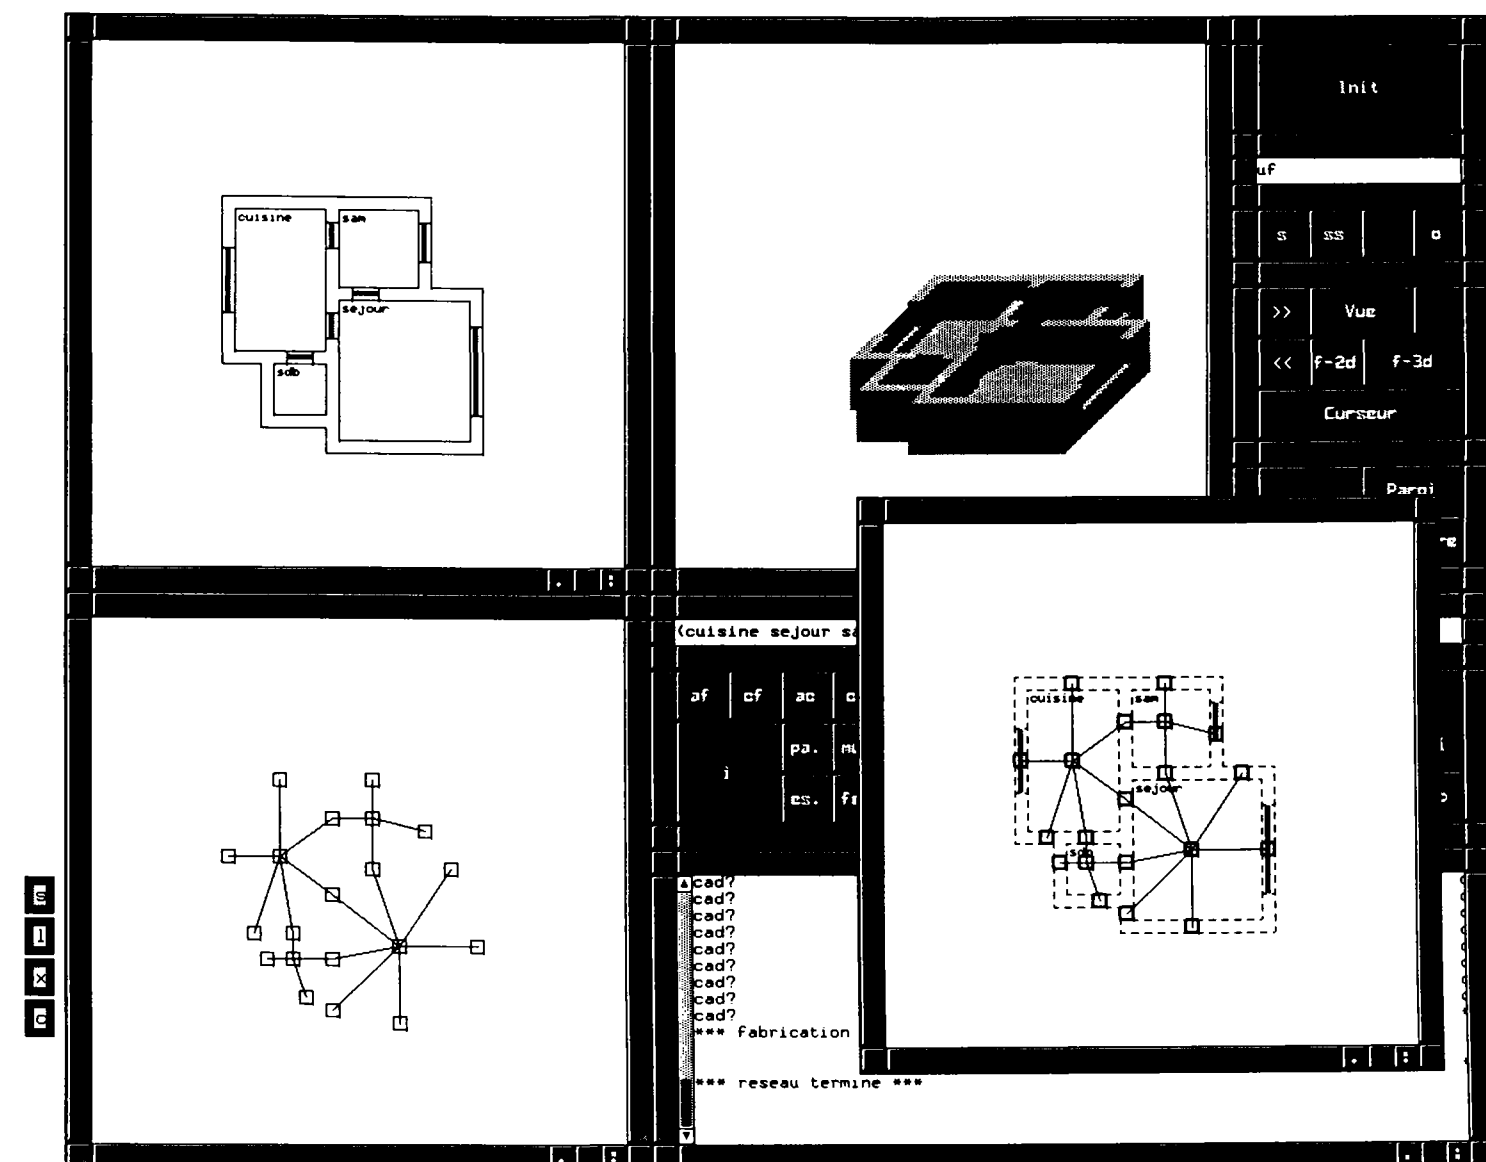 Init
uf
cuisine
sam
s
ss
o
>>
Vue
sejour
<<
f-2d
f-3d
sdb
Curseur
Paroi
(cuisine sejour
af
cf
ac
cuisine
sam
pa.
i
sejour
es.
sdb
s
l
x
c
cad?
cad?
cad?
cad?
cad?
cad?
cad?
cad?
cad?
*** fabrication
*** reseau termine ***